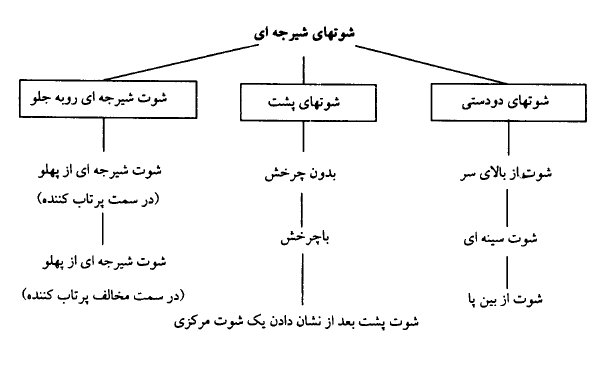 شوتهای شیرجه ای
شوتهای دودستی
شوت از بالای سر
شوت سینه ای
شوت از بین پا
شوتهای پشت
بدون چرخش
باچرخش
شوت پشت بعد از نشان دادن یک شوت مرکزی
شوت شیرجه ای روبه جلو
شوت شیرجه ای از پهلو
(در سمت پرتاب کننده)
شوت شیرجه ای از پهلو
(در سمت مخالف پرتاب کننده)